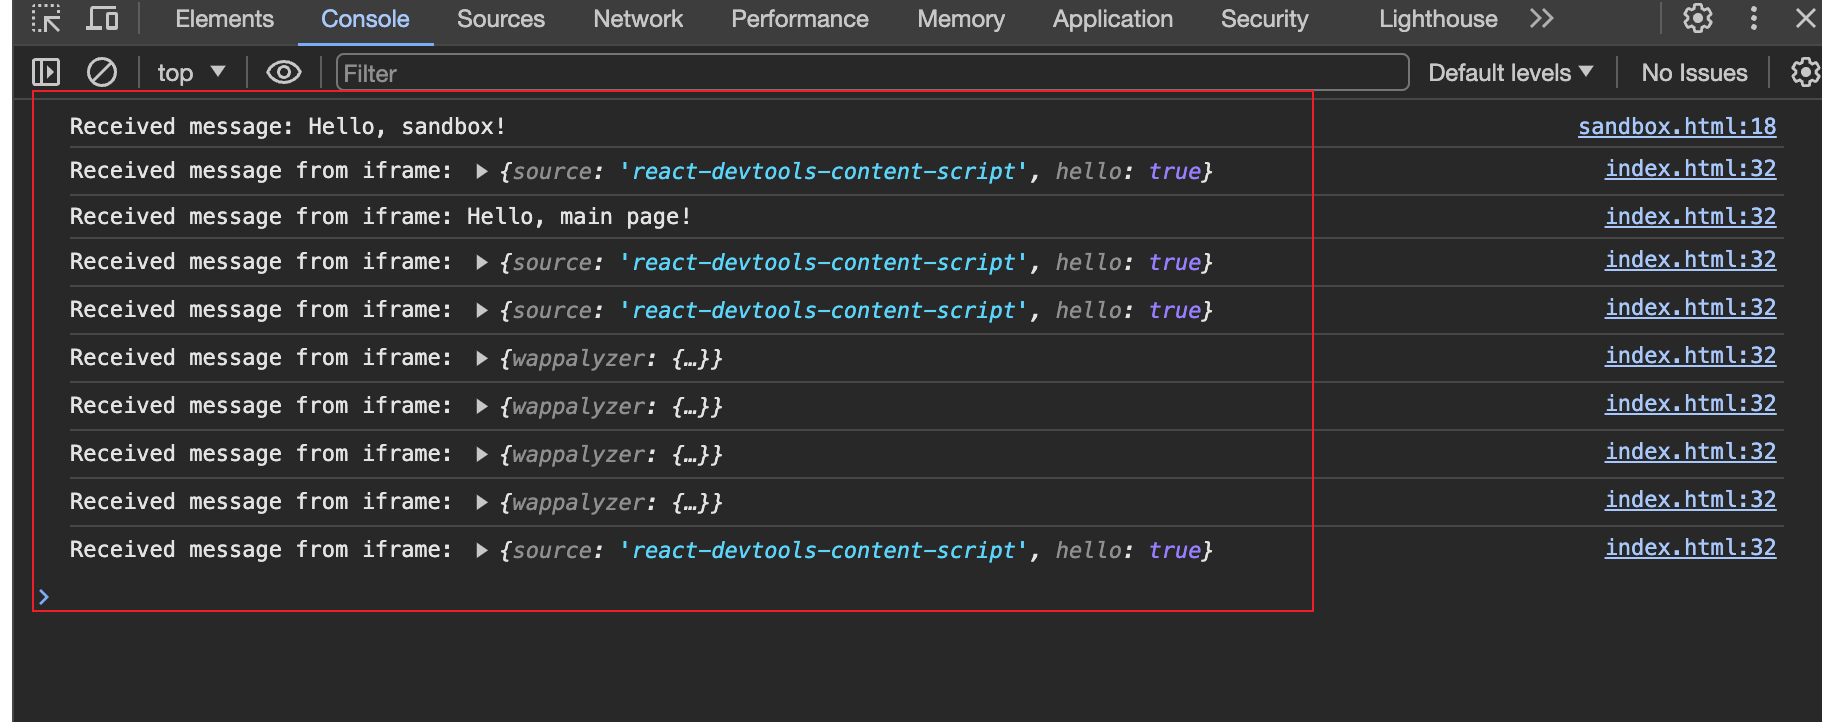 Elements Console Sources Network Performance Memory Application Security Lighthouse
top Filter Default levels No Issues
Received message: Hello, sandbox! sandbox.html:18
Received message from iframe: {source: 'react-devtools-content-script', hello: true} index.html:32
Received message from iframe: Hello, main page! index.html:32
Received message from iframe: {source: 'react-devtools-content-script', hello: true} index.html:32
Received message from iframe: {source: 'react-devtools-content-script', hello: true} index.html:32
Received message from iframe: {wappalyzer: {…}} index.html:32
Received message from iframe: {wappalyzer: {…}} index.html:32
Received message from iframe: {wappalyzer: {…}} index.html:32
Received message from iframe: {wappalyzer: {…}} index.html:32
Received message from iframe: {source: 'react-devtools-content-script', hello: true} index.html:32